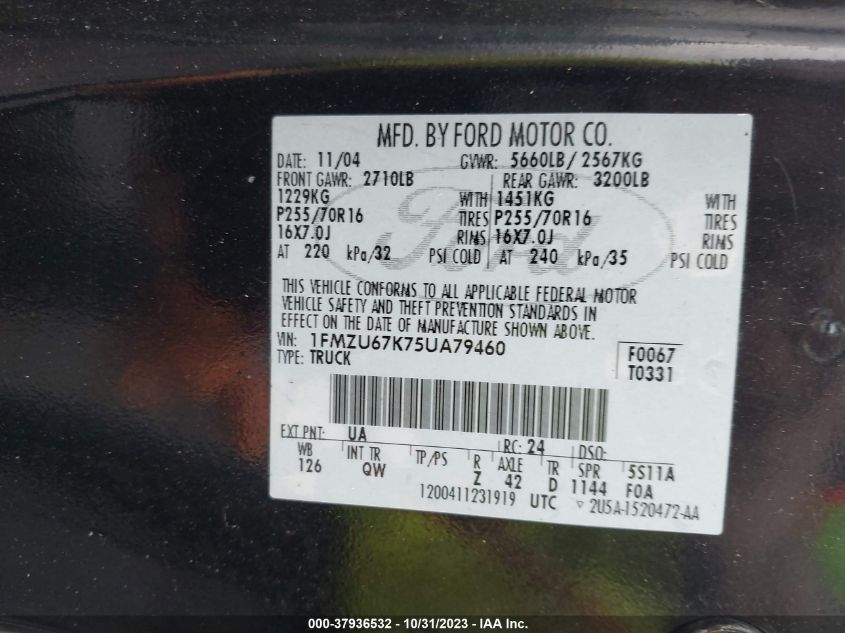 MFD. BY FORD MOTOR CO.
DATE: 11/04 GVWR: 5660LB/ 2567KG
FRONT GAWR: 2710LB REAR GAWR: 3200LB
1229KG WITH 1451KG WITH
P255/70R16 TIRES P255/70R16 TIRES
16X7.0J RIMS 16X7.0J RIMS
AT 220 kPa/32 PSI COLD AT 240 kPa/35 PSI COLD
Ford
THIS VEHICLE CONFORMS TO ALL APPLICABLE FEDERAL MOTOR
VEHICLE SAFETY AND THEFT PREVENTION STANDARDS IN
EFFECT ON THE DATE OF MANUFACTURE SHOWN ABOVE.
VIN: 1FMZU67K75UA79460 F0067
TYPE: TRUCK T0331
EXT PNT: UA RC: 24 DSO:
WB INT TR TP/PS R AXLE TR SPR 5S11A
126 QW Z 42 D 1144 F0A
1200411231919 UTC ▽ 2U5A-1520472-AA
000-37936532 - 10/31/2023 - IAA Inc.